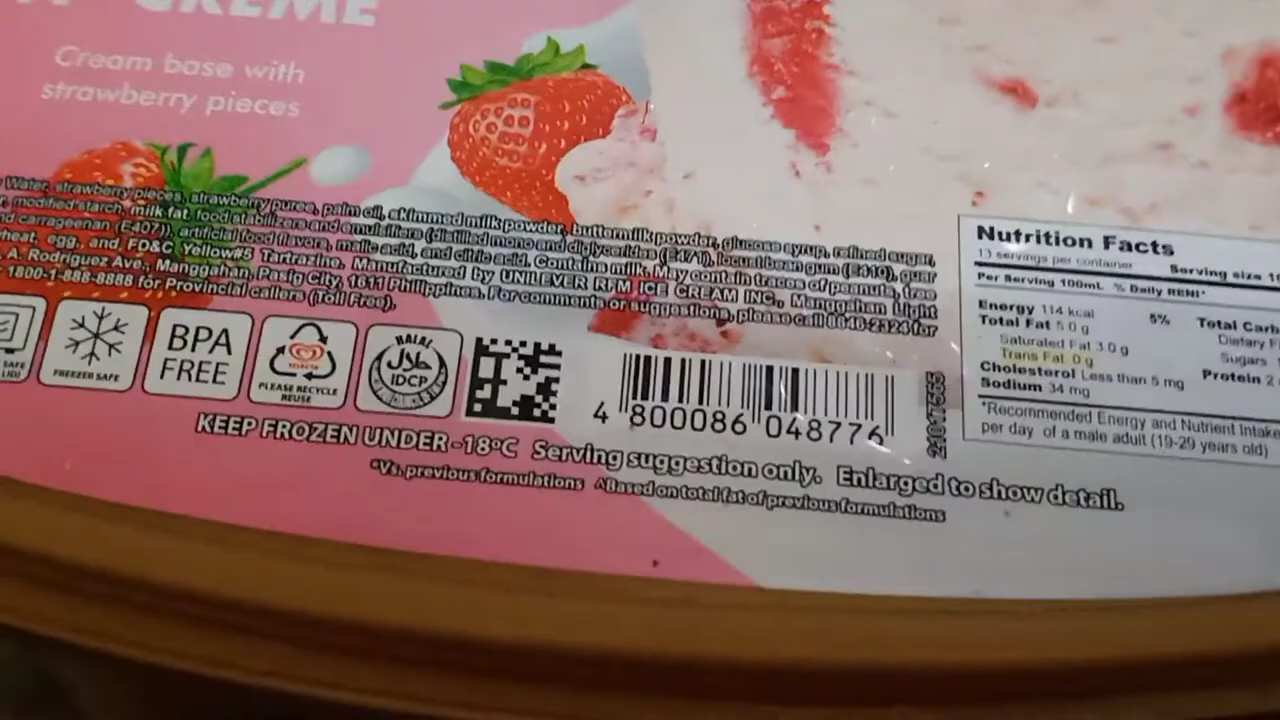 CREME
Cream base with
strawberry pieces
Water, strawberry pieces, strawberry puree, palm oil, skimmed milk powder, buttermilk powder, glucose syrup, refined sugar,
modified starch, milk fat, food stabilizers and emulsifiers (distilled mono and diglycerides (E471), locust bean gum (E410), guar
and carrageenan (E407)), artificial food flavors, malic acid, and citric acid. Contains milk. May contain traces of peanuts, tree
wheat, egg, and FD&C Yellow#5 Tartrazine. Manufactured by UNILEVER RFM ICE CREAM INC., Manggahan Light
A. Rodriguez Ave., Manggahan, Pasig City, 1611 Philippines. For comments or suggestions, please call 8646-2324 for
1800-1-888-8888 for Provincial callers (Toll Free).
SAFE
FREEZER SAFE
BPA
FREE
SELECTA
PLEASE RECYCLE
REUSE
HALAL
حلال
IDCP
4 800086 048776
21017555
KEEP FROZEN UNDER -18°C Serving suggestion only. Enlarged to show detail.
*Vs. previous formulations ^Based on total fat of previous formulations
Nutrition Facts
13 servings per container Serving size 1
Per Serving 100mL % Daily RENI*
Energy 114 kcal 5%
Total Fat 5.0 g
Saturated Fat 3.0 g
Trans Fat 0 g
Cholesterol Less than 5 mg
Sodium 34 mg
Total Carb
Dietary F
Sugars
Protein 2.
*Recommended Energy and Nutrient Intake
per day of a male adult (19-29 years old)